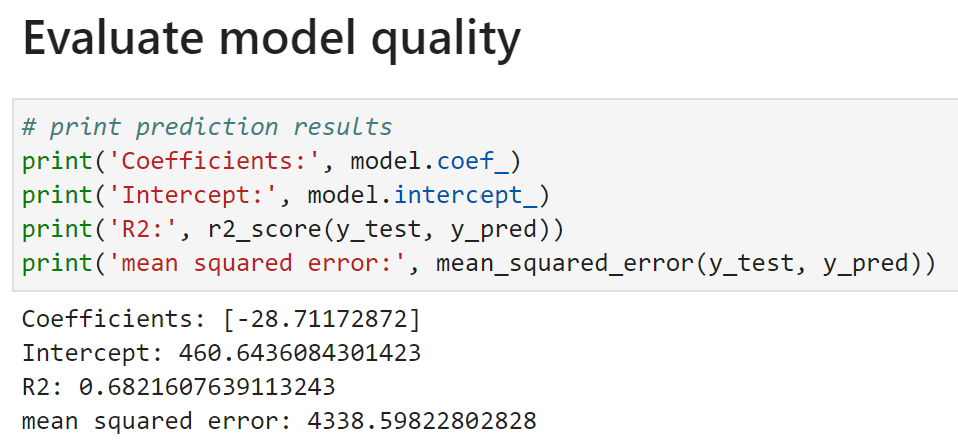 Evaluate model quality
# print prediction results
print('Coefficients:', model.coef_)
print('Intercept:', model.intercept_)
print('R2:', r2_score(y_test, y_pred))
print('mean squared error:', mean_squared_error(y_test, y_pred))
Coefficients: [-28.71172872]
Intercept: 460.6436084301423
R2: 0.6821607639113243
mean squared error: 4338.59822802828